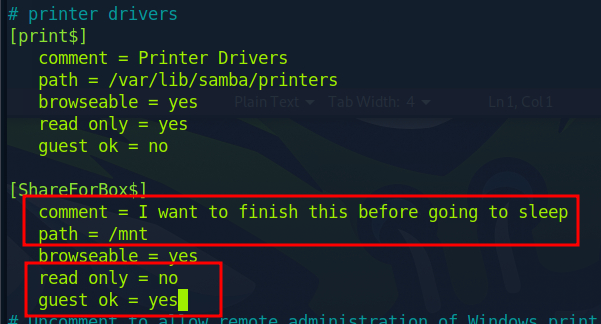 # printer drivers
[print$]
comment = Printer Drivers
path = /var/lib/samba/printers
browseable = yes
Plain Text Tab Width: 4 Ln 1, Col 1
read only = yes
guest ok = no
[ShareForBox$]
comment = I want to finish this before going to sleep
path = /mnt
browseable = yes
read only = no
guest ok = yes
# Uncomment to allow remote administration of Windows print